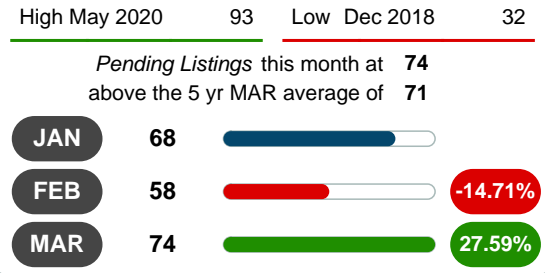 High May 2020 93 Low Dec 2018 32
Pending Listings this month at 74
above the 5 yr MAR average of 71
JAN 68
FEB 58 -14.71%
MAR 74 27.59%